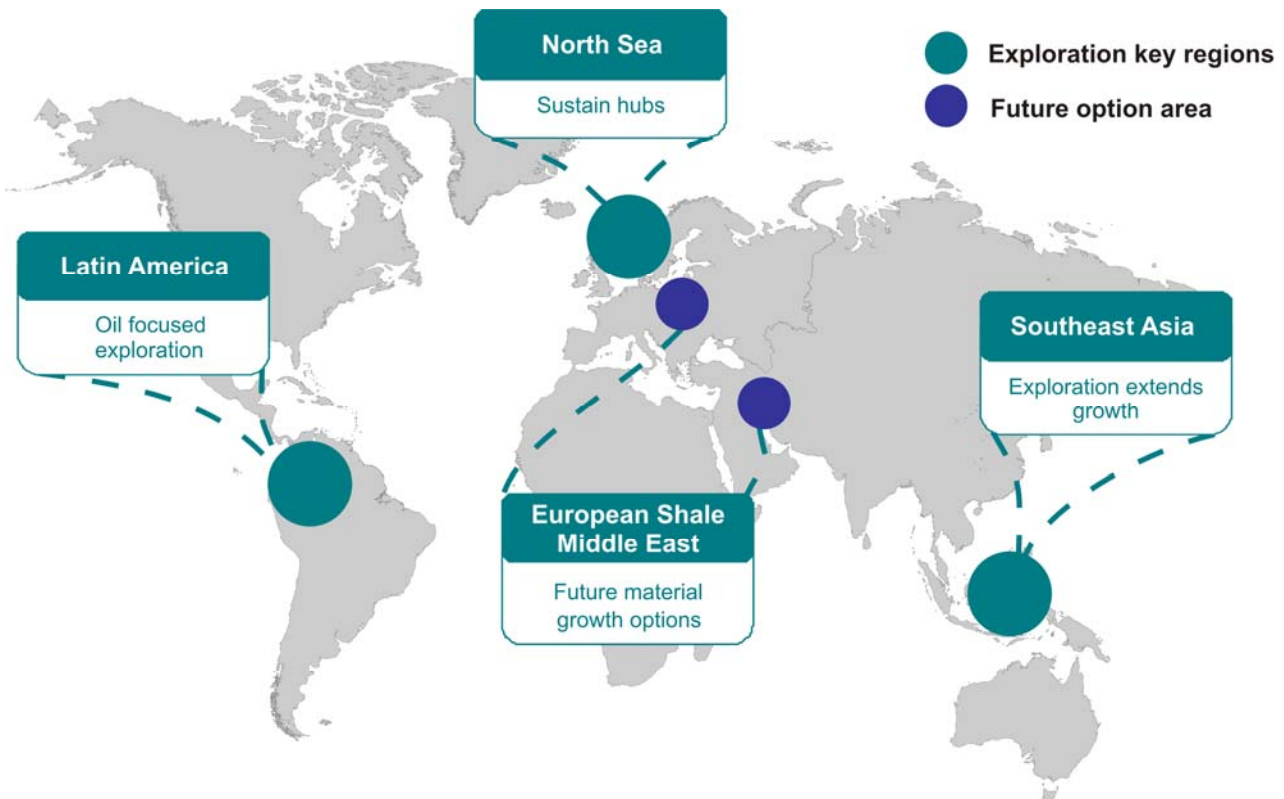 North Sea
Sustain hubs
Exploration key regions
Future option area
Latin America
Oil focused
exploration
Southeast Asia
Exploration extends
growth
European Shale
Middle East
Future material
growth options